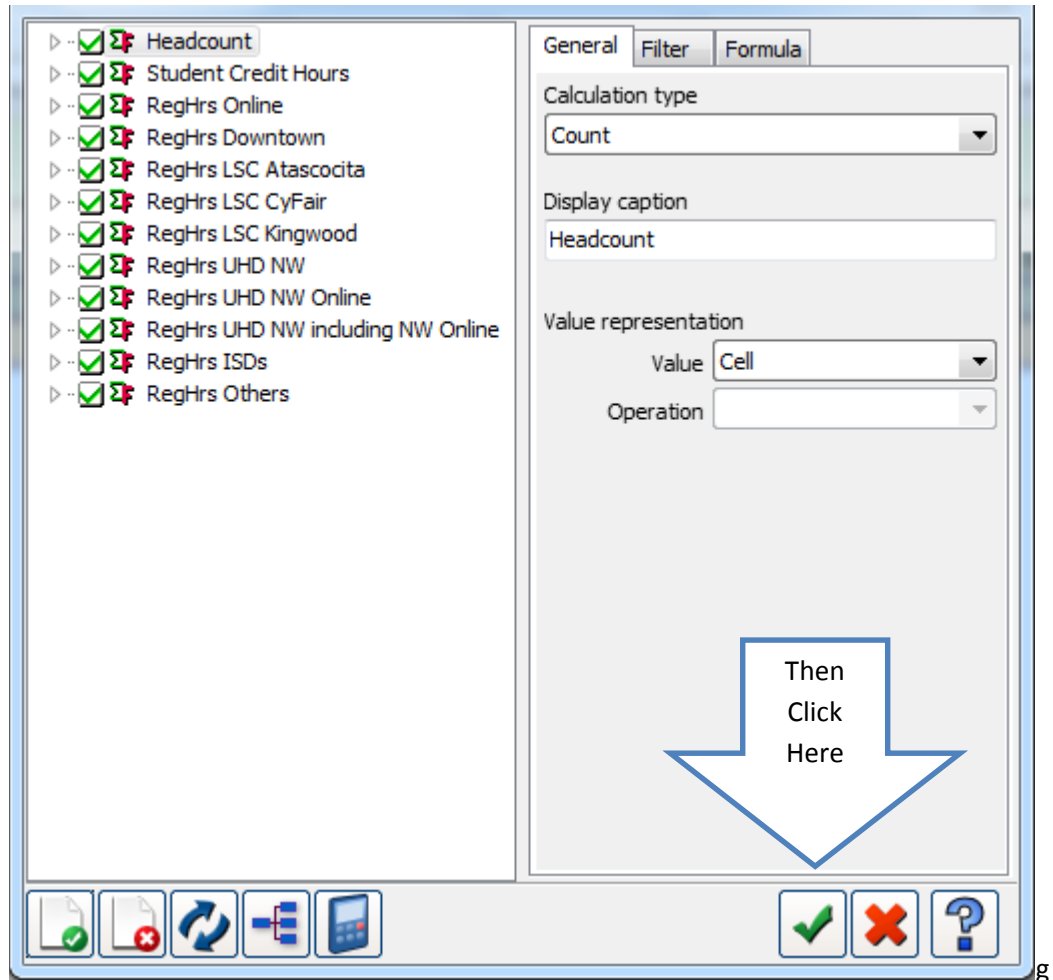 Headcount
Student Credit Hours
RegHrs Online
RegHrs Downtown
RegHrs LSC Atascocita
RegHrs LSC CyFair
RegHrs LSC Kingwood
RegHrs UHD NW
RegHrs UHD NW Online
RegHrs UHD NW including NW Online
RegHrs ISDs
RegHrs Others
General Filter Formula
Calculation type
Count
Display caption
Headcount
Value representation
Value Cell
Operation
Then
Click
Here
g